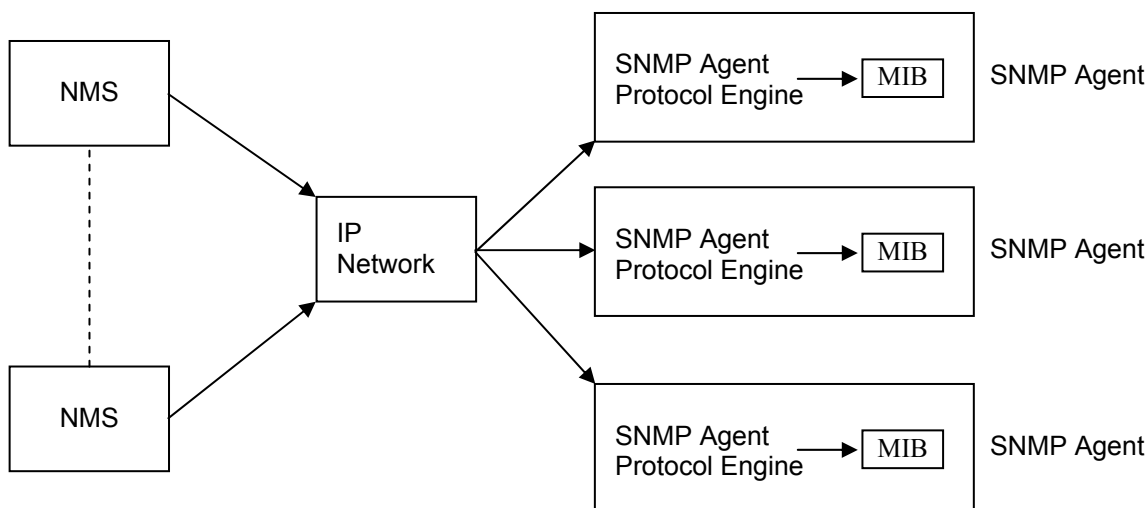 NMS
NMS
IP
Network
SNMP Agent
Protocol Engine
MIB
SNMP Agent
SNMP Agent
Protocol Engine
MIB
SNMP Agent
SNMP Agent
Protocol Engine
MIB
SNMP Agent